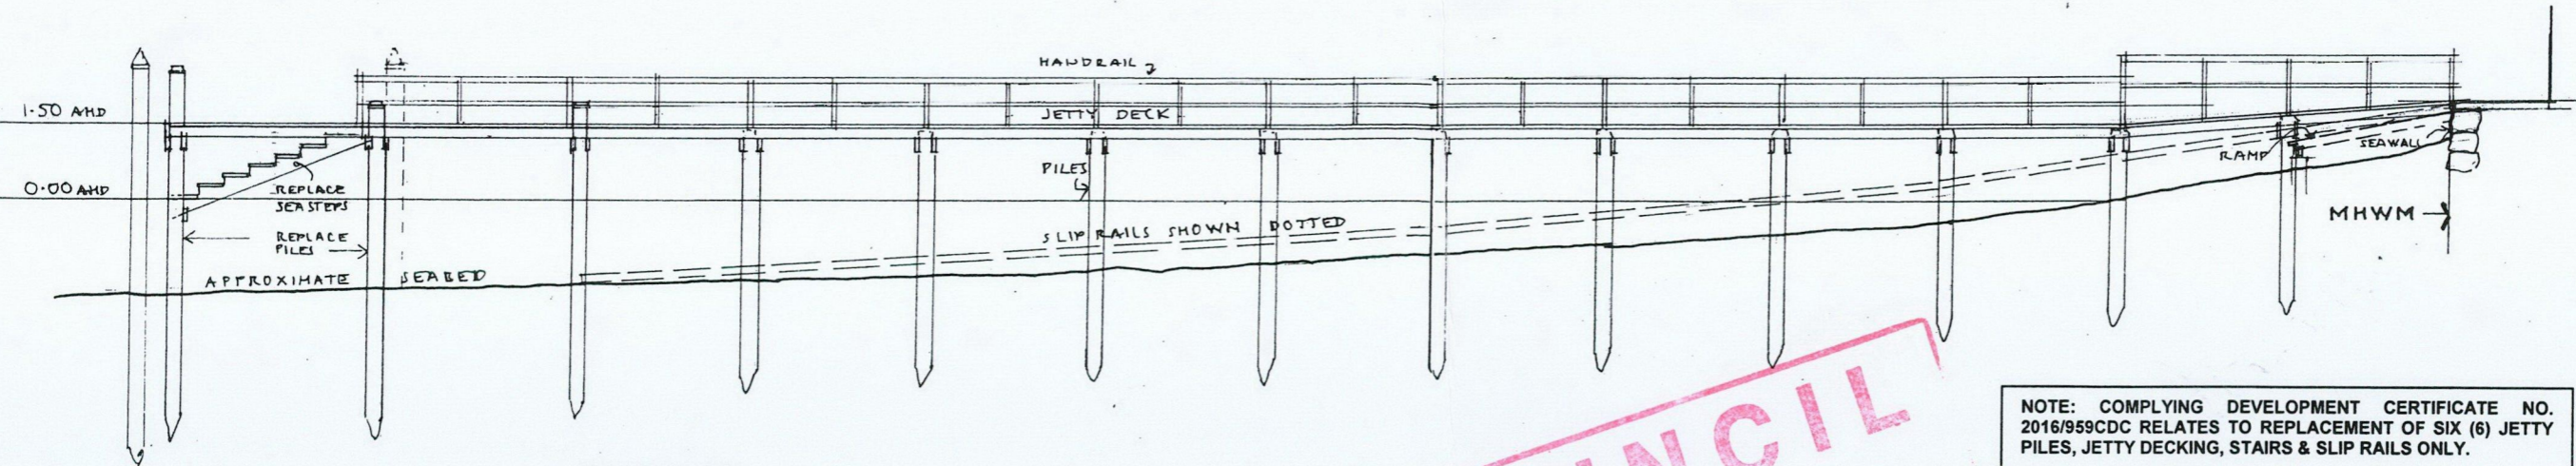 HANDRAIL
1.50 AHD
JETTY DECK
PILES
RAMP
SEAWALL
0.00 AHD
REPLACE
SEASTEPS
MHWM
REPLACE
PILES
SLIP RAILS SHOWN DOTTED
APPROXIMATE SEABED
NCIL
NOTE: COMPLYING DEVELOPMENT CERTIFICATE NO.
2016/959CDC RELATES TO REPLACEMENT OF SIX (6) JETTY
PILES, JETTY DECKING, STAIRS & SLIP RAILS ONLY.